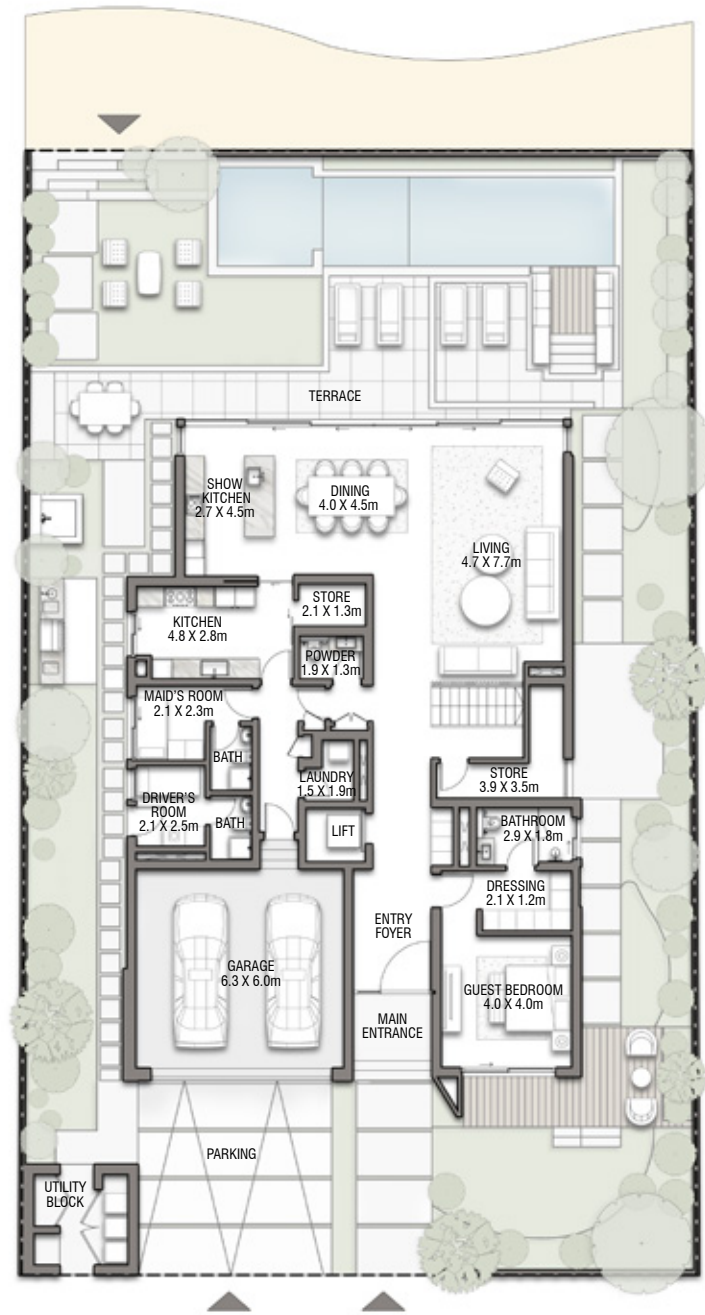 TERRACE
SHOW
KITCHEN
2.7 X 4.5m
DINING
4.0 X 4.5m
LIVING
4.7 X 7.7m
STORE
2.1 X 1.3m
KITCHEN
4.8 X 2.8m
POWDER
1.9 X 1.3m
MAID'S ROOM
2.1 X 2.3m
BATH
LAUNDRY
1.5 X 1.9m
STORE
3.9 X 3.5m
DRIVER'S
ROOM
2.1 X 2.5m
BATH
LIFT
BATHROOM
2.9 X 1.8m
DRESSING
2.1 X 1.2m
ENTRY
FOYER
GARAGE
6.3 X 6.0m
GUEST BEDROOM
4.0 X 4.0m
MAIN
ENTRANCE
PARKING
UTILITY
BLOCK